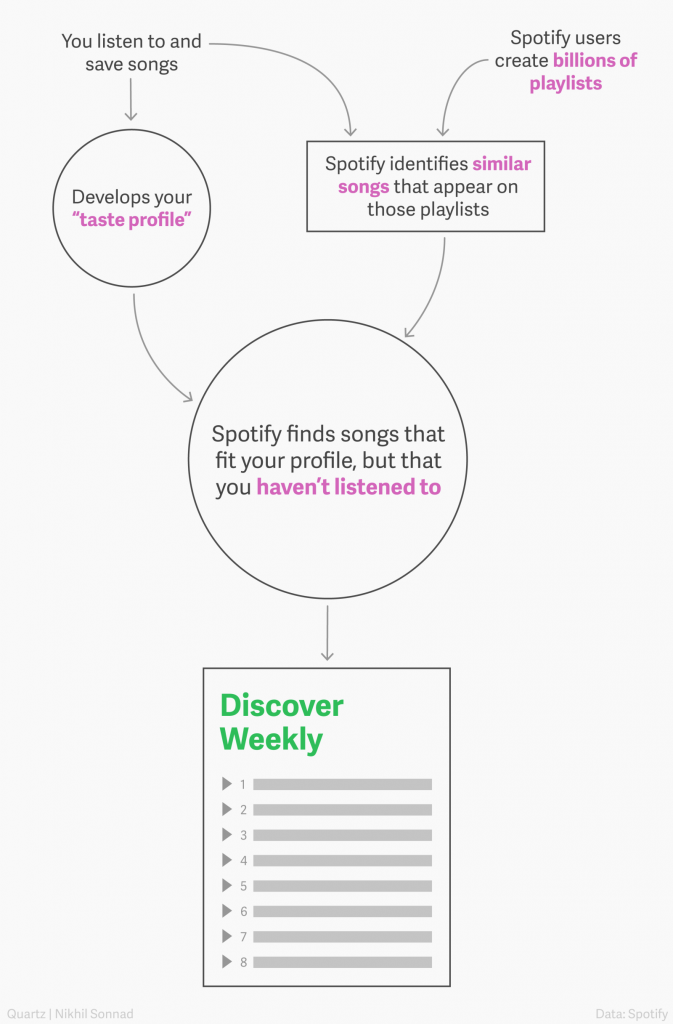 You listen to and
save songs
Spotify users
create billions of
playlists
Develops your
“taste profile”
Spotify identifies similar
songs that appear on
those playlists
Spotify finds songs that
fit your profile, but that
you haven’t listened to
Discover
Weekly
1
2
3
4
5
6
7
8
Quartz | Nikhil Sonnad
Data: Spotify